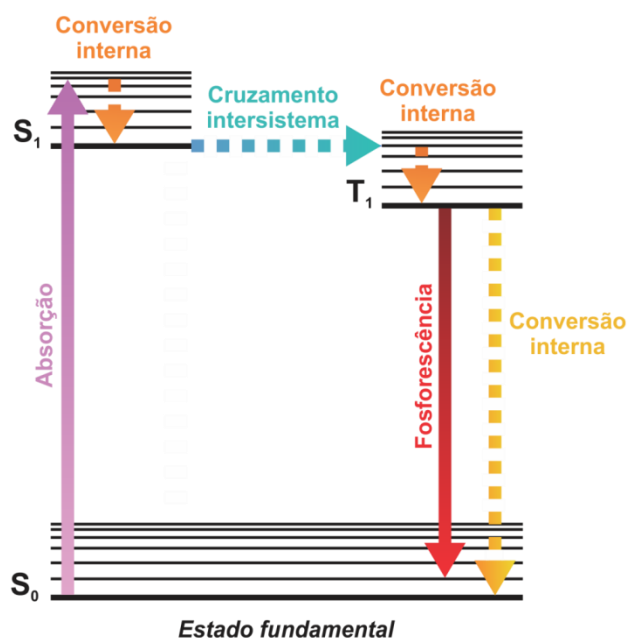 Conversão
interna
S1
Cruzamento
intersistema
Conversão
interna
T1
Absorção
Fosforescência
Conversão
interna
S0
Estado fundamental